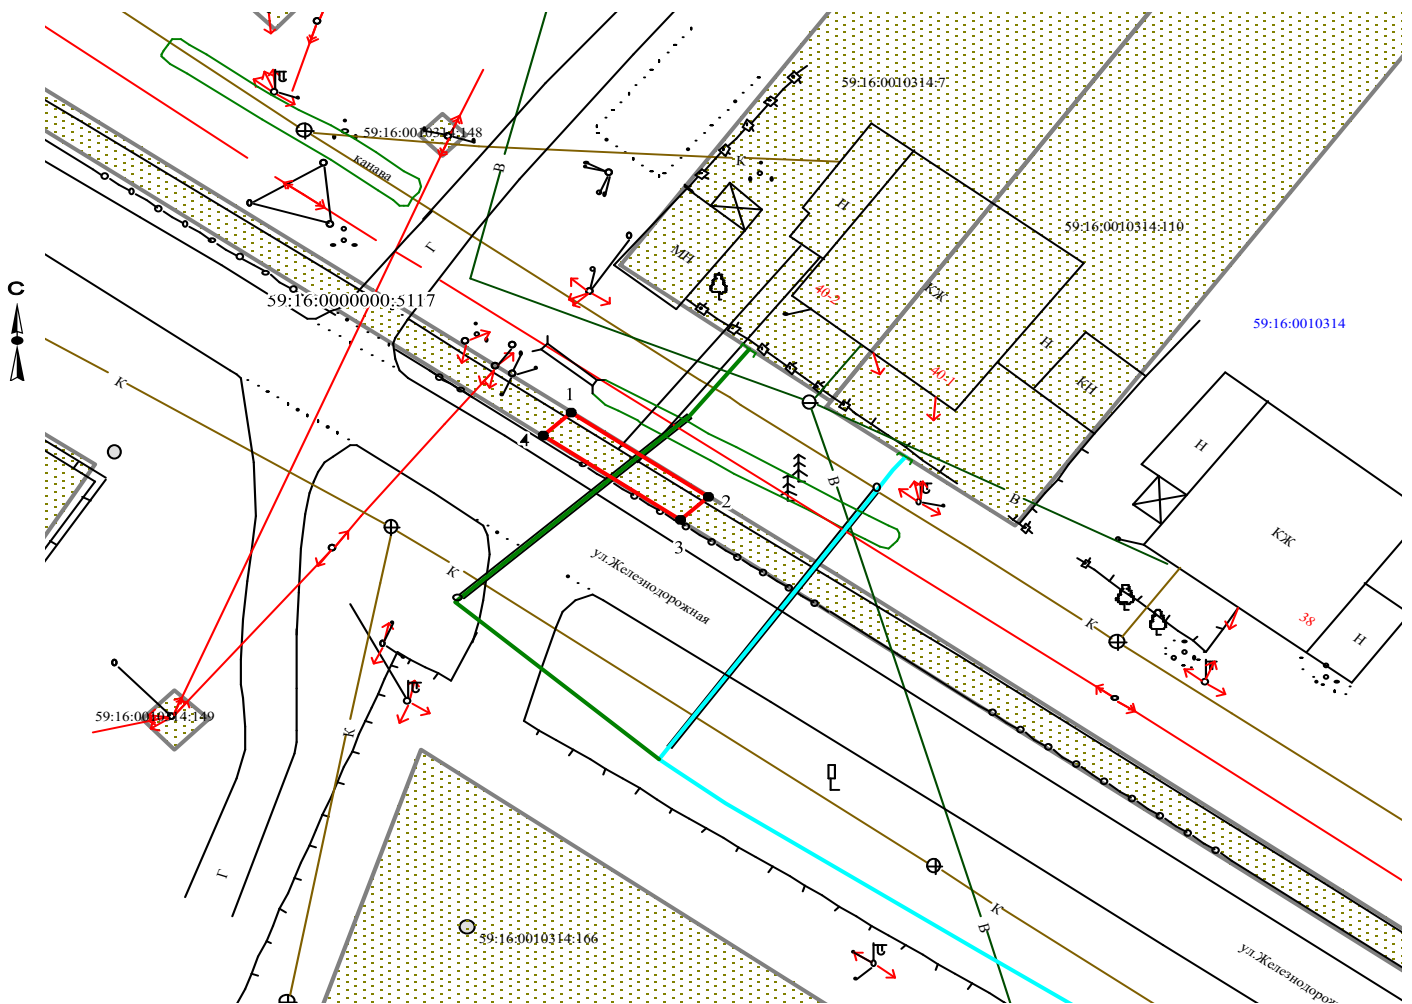 59:16:0010314:7
59:16:0010314:148
К
канава
В
Н
59:16:0010314:110
Г
МН
С
40-2
КЖ
59:16:0000000:5117
59:16:0010314
Н
К
40-1
КН
1
4
Н
В
2
В
КЖ
3
ул.Железнодорожная
К
К
38
Н
59:16:0010314:149
К
Г
К
В
59:16:0010314:166
ул.Железнодорож